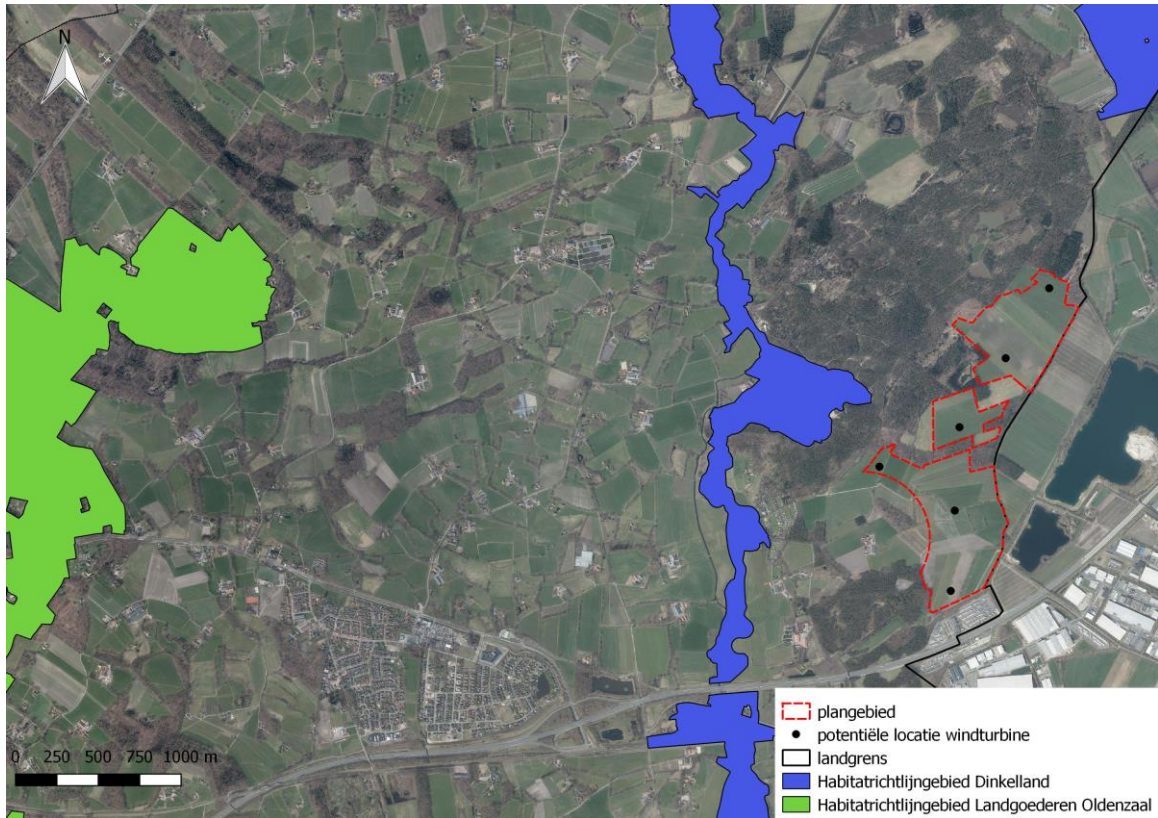 N
0 250 500 750 1000 m
plangebied
potentiële locatie windturbine
landgrens
Habitatrichtlijngebied Dinkelland
Habitatrichtlijngebied Landgoederen Oldenzaal